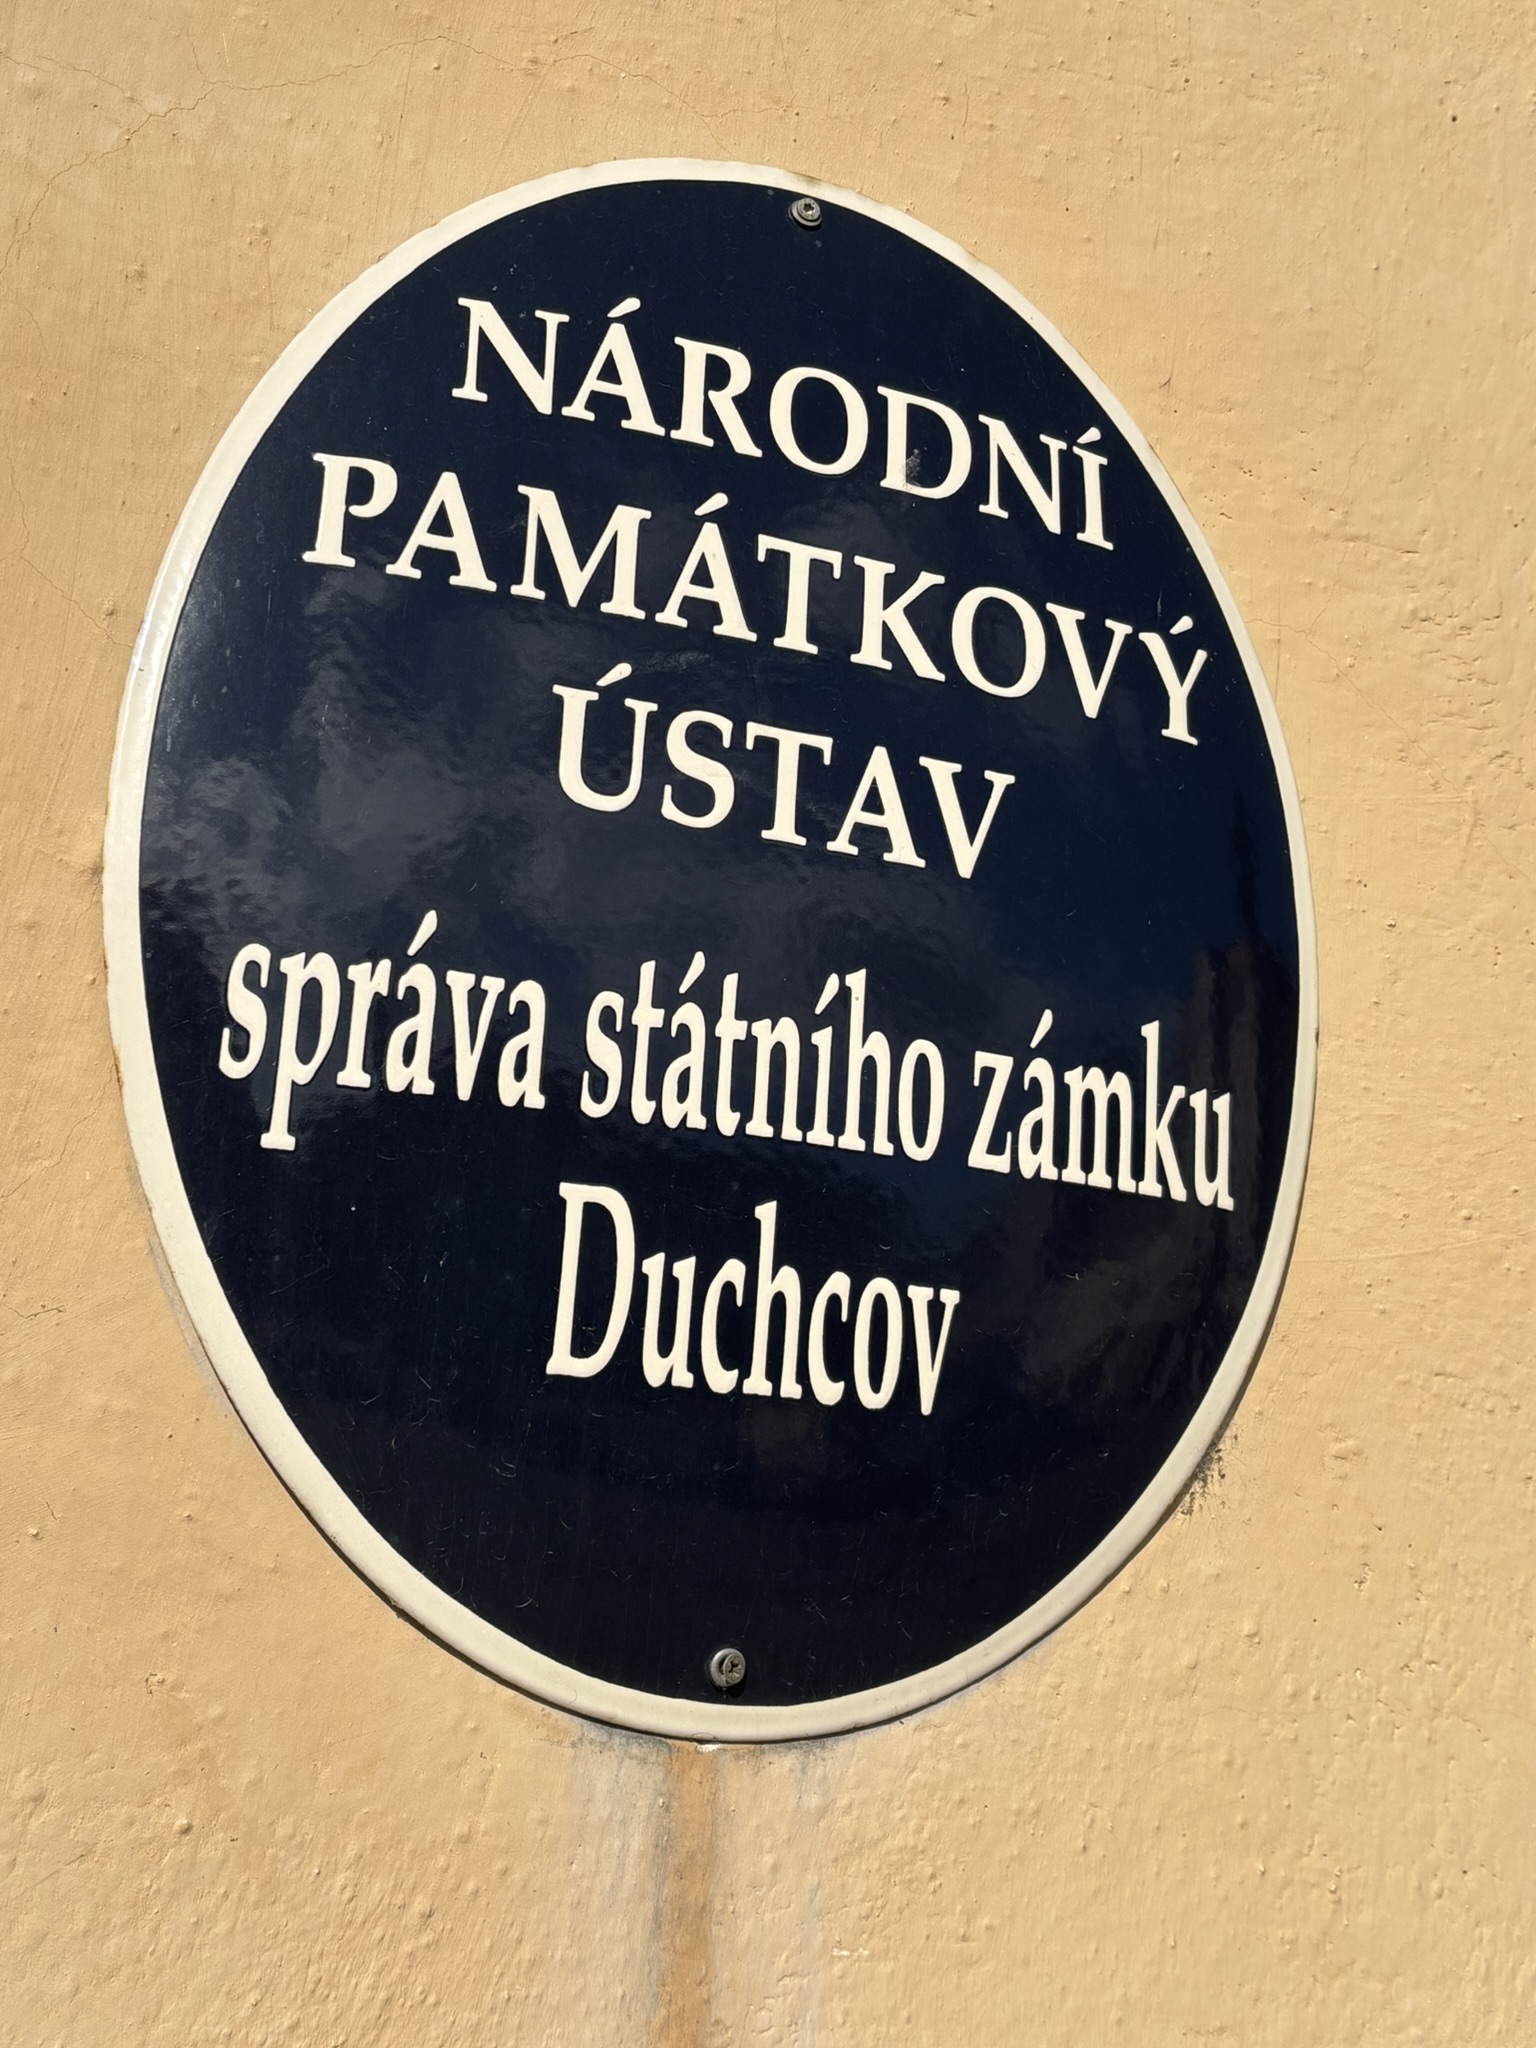 NÁRODNÍ
PAMÁTKOVÝ
ÚSTAV
správa státního zámku
Duchcov